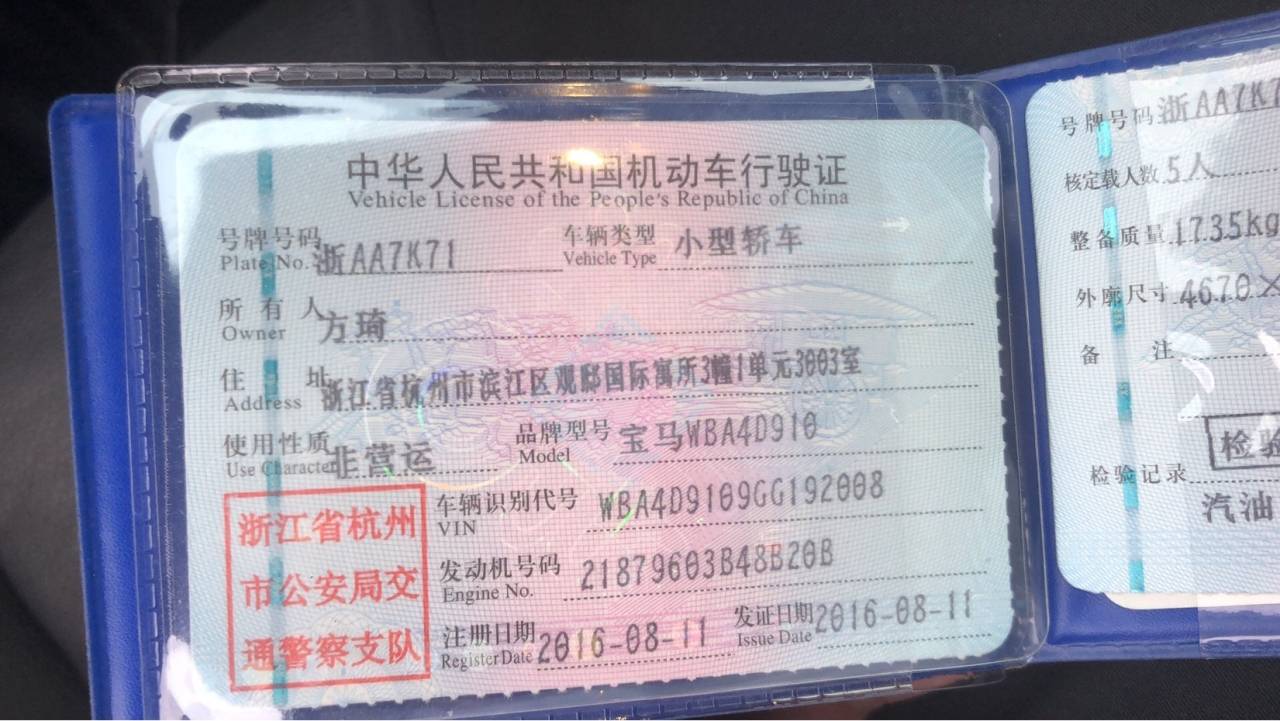 中华人民共和国机动车行驶证
Vehicle License of the People's Republic of China
号牌号码 浙AA7K71 车辆类型 小型轿车
Plate No. Vehicle Type
所有人 方琦
Owner
住址 浙江省杭州市滨江区观邸国际寓所3幢1单元3003室
Address
使用性质 非营运 品牌型号 宝马WBA4D910
Use Character Model
车辆识别代号 WBA4D9109GG192008
VIN
发动机号码 21879603B48B20B
Engine No.
注册日期 2016-08-11 发证日期 2016-08-11
Register Date Issue Date
浙江省杭州
市公安局交
通警察支队
号牌号码 浙AA7K7
核定载人数 5人
整备质量 1735kg
外廓尺寸 4670×
备注
检验记录
检验
汽油